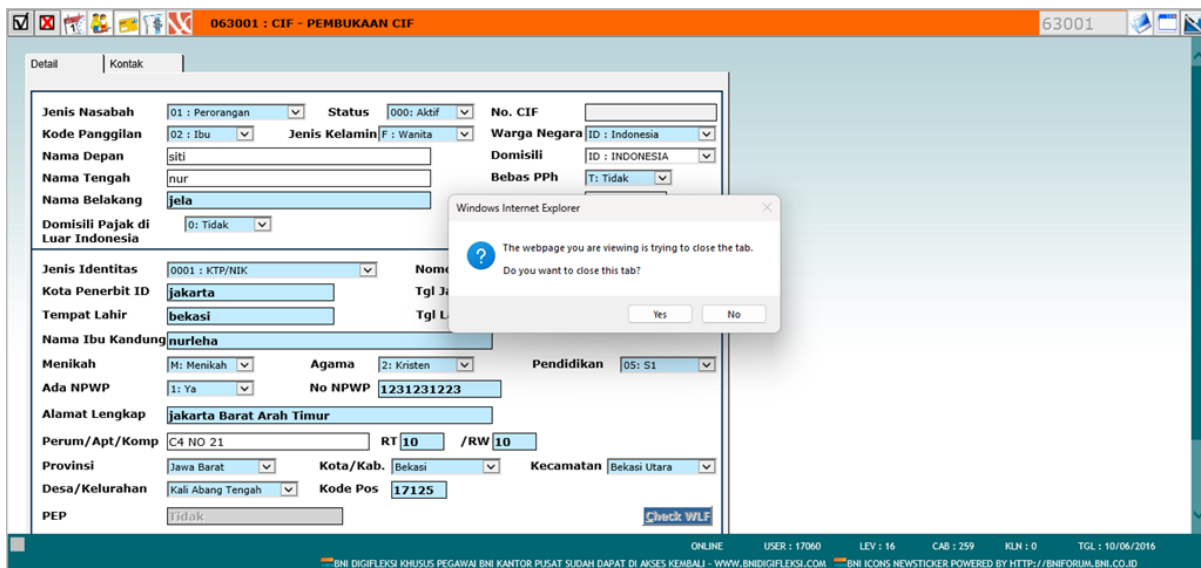 063001 : CIF - PEMBUKAAN CIF
63001
Detail
Kontak
Jenis Nasabah 01 : Perorangan Status 000: Aktif No. CIF
Kode Panggilan 02 : Ibu Jenis Kelamin F : Wanita Warga Negara ID : Indonesia
Nama Depan siti Domisili ID : INDONESIA
Nama Tengah nur Bebas PPh T: Tidak
Nama Belakang jela
Domisili Pajak di 0: Tidak
Luar Indonesia
Windows Internet Explorer
The webpage you are viewing is trying to close the tab.
Do you want to close this tab?
Yes No
Jenis Identitas 0001 : KTP/NIK
Kota Penerbit ID jakarta Tgl
Tempat Lahir bekasi Tgl
Nama Ibu Kandung nurleha
Menikah M: Menikah Agama 2: Kristen Pendidikan 05: S1
Ada NPWP 1: Ya No NPWP 1231231223
Alamat Lengkap jakarta Barat Arah Timur
Perum/Apt/Komp C4 NO 21 RT 10 /RW 10
Provinsi Jawa Barat Kota/Kab. Bekasi Kecamatan Bekasi Utara
Desa/Kelurahan Kali Abang Tengah Kode Pos 17125
PEP Tidak Check WLF
ONLINE USER : 17060 LEV : 16 CAB : 259 KLN : 0 TGL : 10/06/2016
BNI DIGIFLEKSI KHUSUS PEGAWAI BNI KANTOR PUSAT SUDAH DAPAT DI AKSES KEMBALI - WWW.BNIDIGIFLEKSI.COM BNI ICONS NEWSTICKER POWERED BY HTTP://BNIFORUM.BNI.CO.ID